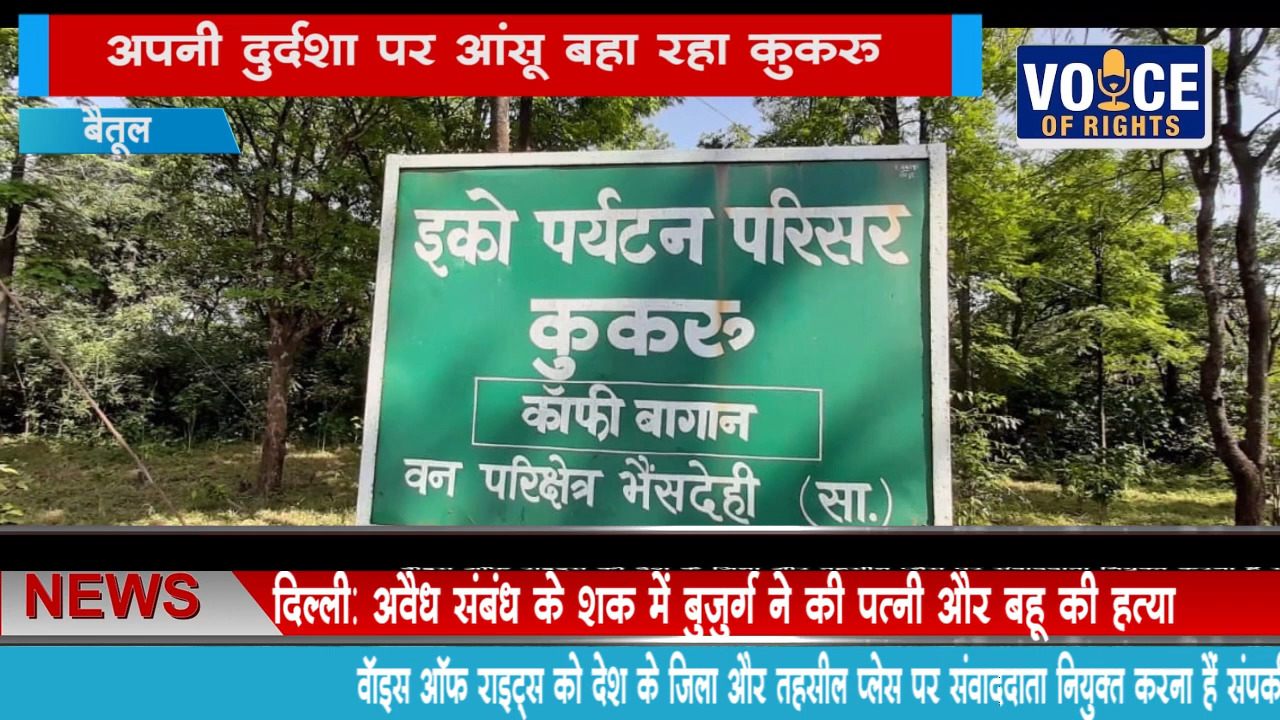 अपनी दुर्दशा पर आंसू बहा रहा कुकरु
VOICE
OF RIGHTS
बैतूल
इको पर्यटन परिसर
कुकरु
कॉफी बागान
वन परिक्षेत्र भैंसदेही (सा.)
NEWS
दिल्ली: अवैध संबंध के शक में बुजुर्ग ने की पत्नी और बहू की हत्या
वॉइस ऑफ राइट्स को देश के जिला और तहसील प्लेस पर संवाददाता नियुक्त करना हैं संपर्क